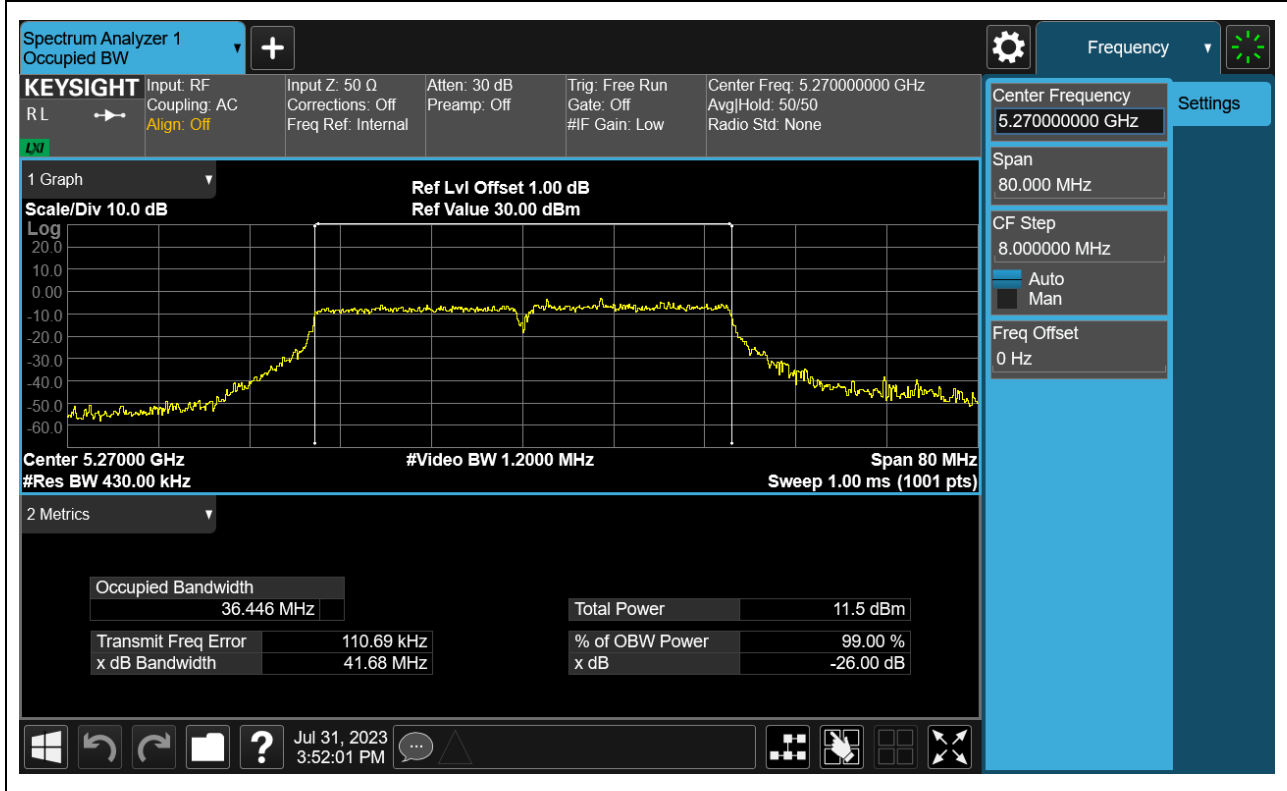 Spectrum Analyzer 1
Occupied BW
Frequency
KEYSIGHT
R L
LXI
Input: RF
Coupling: AC
Align: Off
Input Z: 50 Ω
Corrections: Off
Freq Ref: Internal
Atten: 30 dB
Preamp: Off
Trig: Free Run
Gate: Off
#IF Gain: Low
Center Freq: 5.270000000 GHz
Avg|Hold: 50/50
Radio Std: None
Center Frequency
5.270000000 GHz
Settings
Span
80.000 MHz
CF Step
8.000000 MHz
Auto
Man
Freq Offset
0 Hz
1 Graph
Scale/Div 10.0 dB
Ref Lvl Offset 1.00 dB
Ref Value 30.00 dBm
Log
20.0
10.0
0.00
-10.0
-20.0
-30.0
-40.0
-50.0
-60.0
Center 5.27000 GHz
#Video BW 1.2000 MHz
Span 80 MHz
#Res BW 430.00 kHz
Sweep 1.00 ms (1001 pts)
2 Metrics
Occupied Bandwidth
36.446 MHz
Total Power 11.5 dBm
Transmit Freq Error 110.69 kHz
% of OBW Power 99.00 %
x dB Bandwidth 41.68 MHz
x dB -26.00 dB
?
Jul 31, 2023
3:52:01 PM